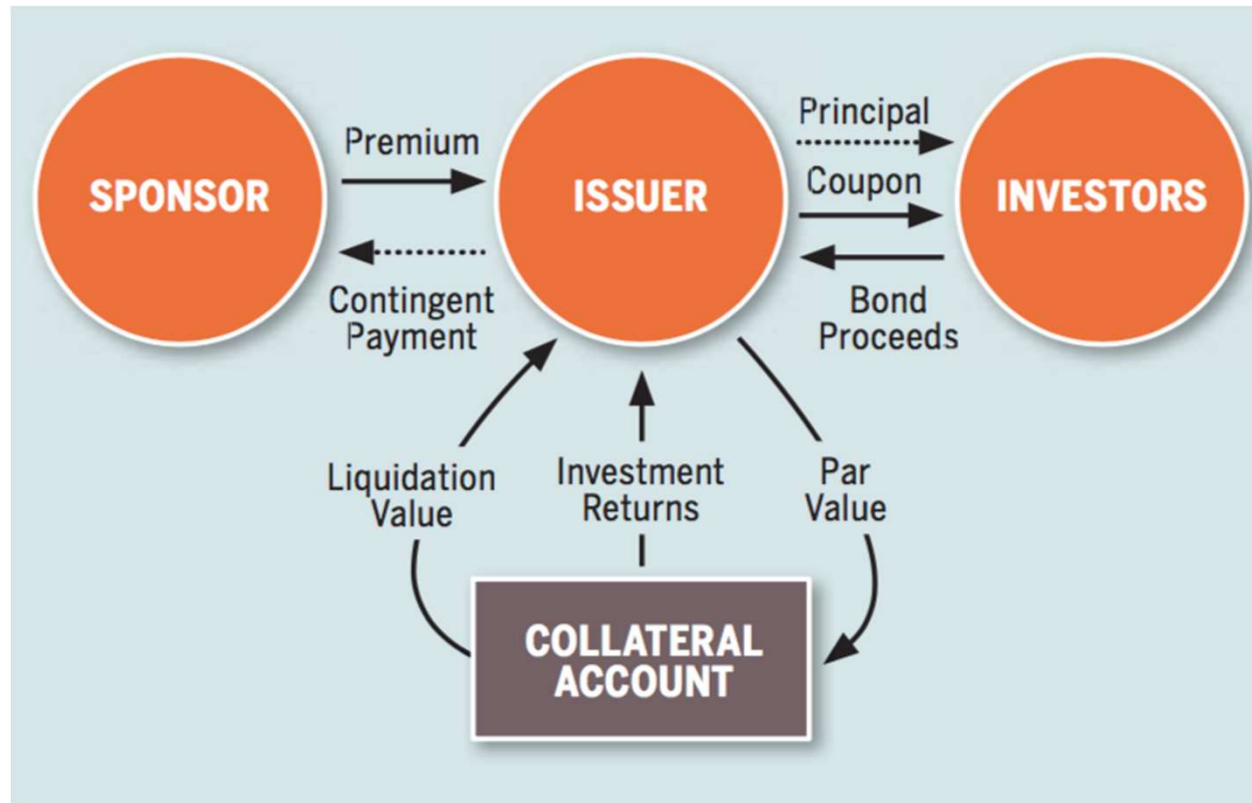 SPONSOR
Premium
Contingent
Payment
ISSUER
Principal
Coupon
Bond
Proceeds
INVESTORS
Liquidation
Value
Investment
Returns
Par
Value
COLLATERAL
ACCOUNT